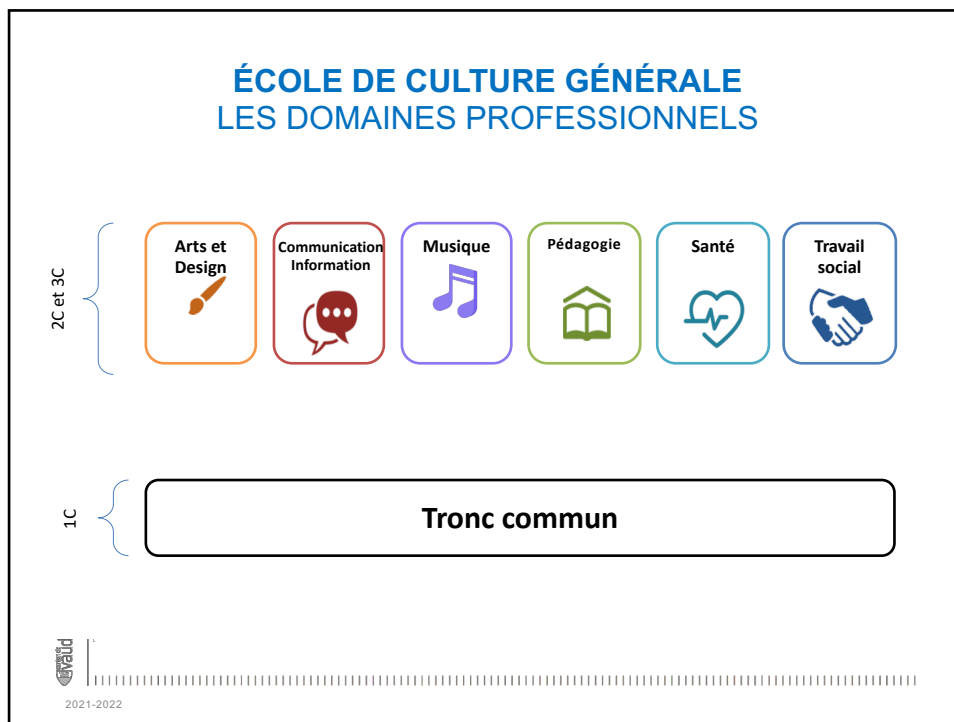 ÉCOLE DE CULTURE GÉNÉRALE
LES DOMAINES PROFESSIONNELS
2C et 3C
Arts et
Design
Communication
Information
Musique
Pédagogie
Santé
Travail
social
1C
Tronc commun
vaud
2021-2022